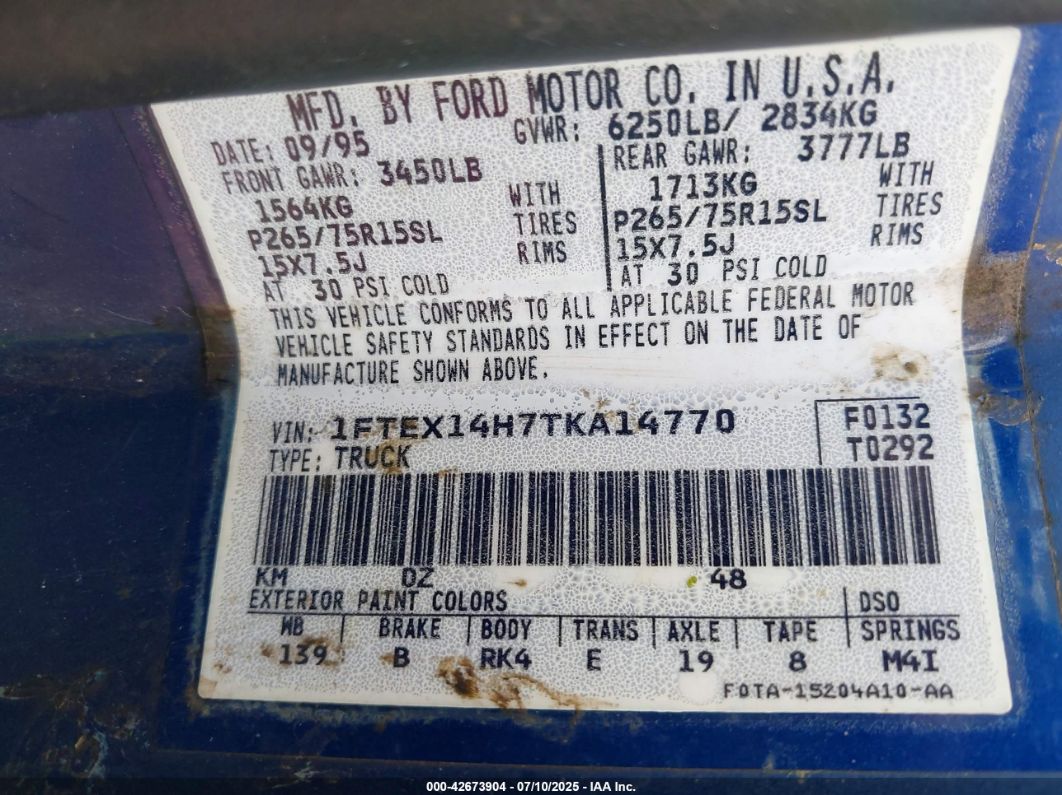 MFD. BY FORD MOTOR CO. IN U.S.A.
DATE: 09/95 GVWR: 6250LB/ 2834KG
FRONT GAWR: 3450LB REAR GAWR: 3777LB
1564KG WITH 1713KG WITH
P265/75R15SL TIRES P265/75R15SL TIRES
15X7.5J RIMS 15X7.5J RIMS
AT 30 PSI COLD AT 30 PSI COLD
THIS VEHICLE CONFORMS TO ALL APPLICABLE FEDERAL MOTOR
VEHICLE SAFETY STANDARDS IN EFFECT ON THE DATE OF
MANUFACTURE SHOWN ABOVE.
VIN: 1FTEX14H7TKA14770 F0132
TYPE: TRUCK T0292
KM DZ 48
EXTERIOR PAINT COLORS DSO
WB BRAKE BODY TRANS AXLE TAPE SPRINGS
139 B RK4 E 19 8 M4I
F0TA-15204A10-AA
000-42673904 - 07/10/2025 - IAA Inc.